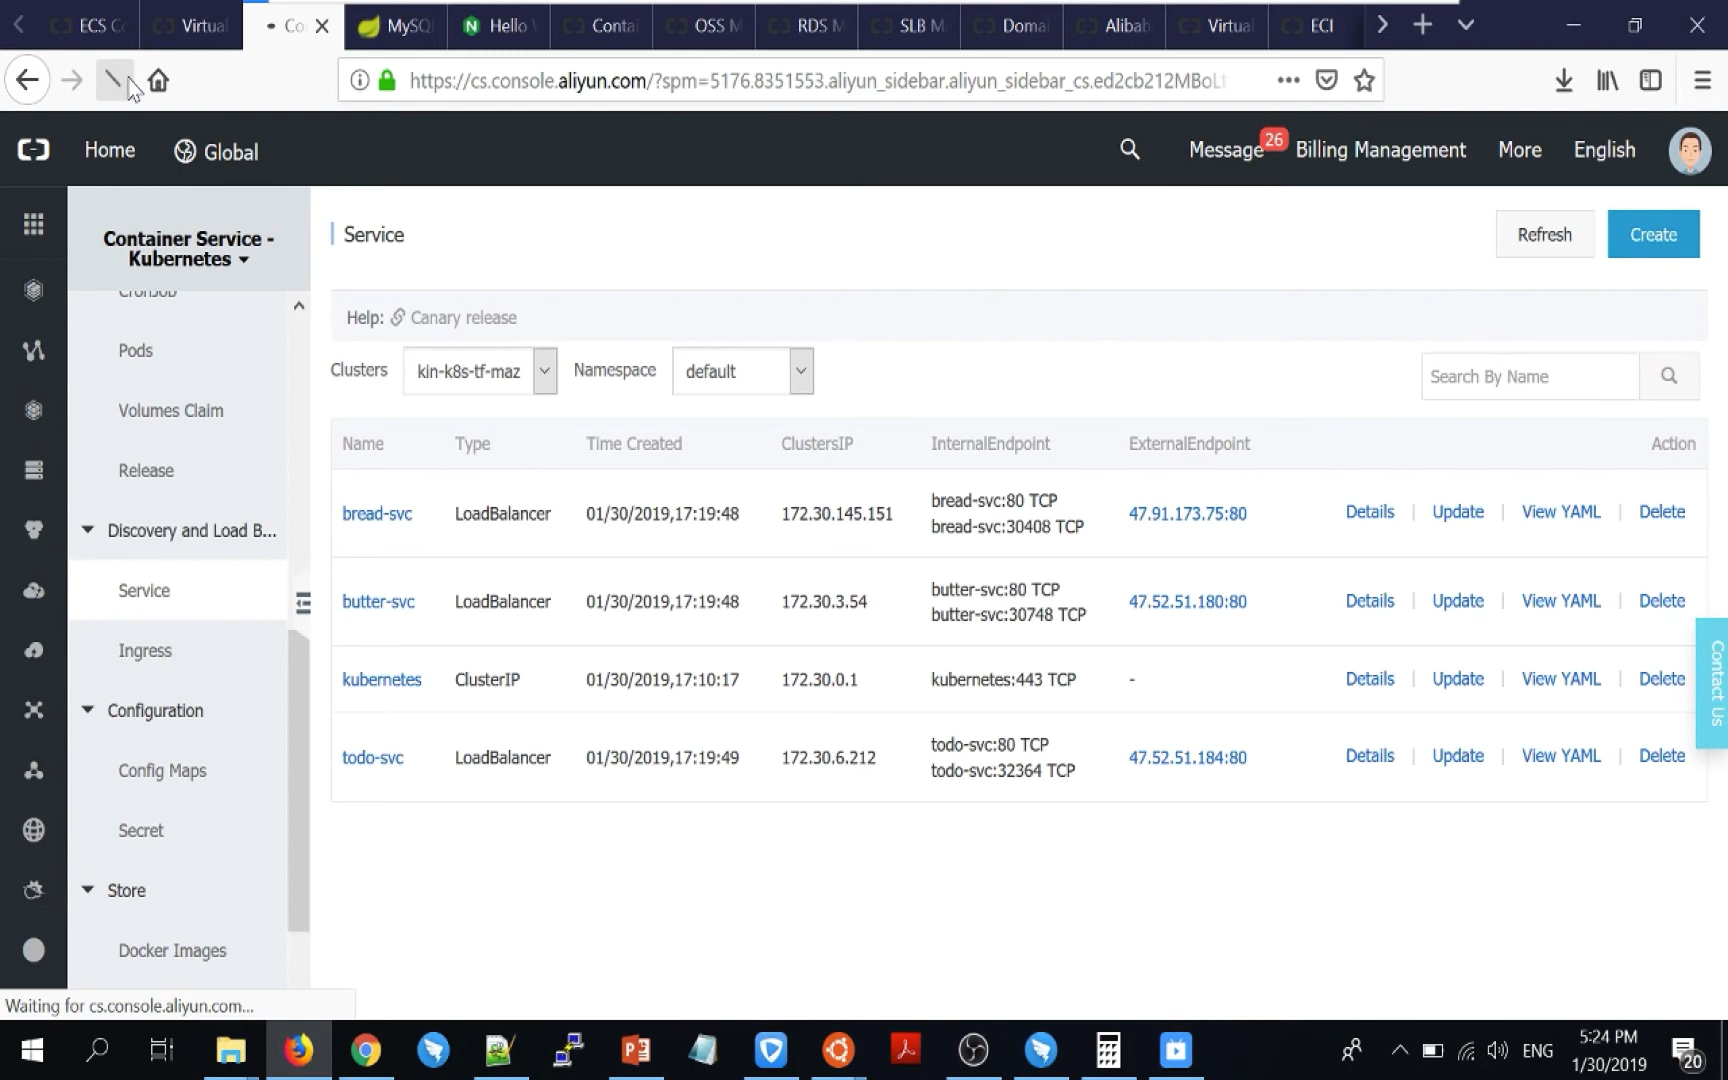 ECS Co
Virtual
Co
MySQ
Hello
Contai
OSS M
RDS M
SLB M
Domai
Alibab
Virtual
ECI
https://cs.console.aliyun.com/?spm=5176.8351553.aliyun_sidebar.aliyun_sidebar_cs.ed2cb212MBoLt
Home
Global
Message
26
Billing Management
More
English
Container Service -
Kubernetes
CronJob
Pods
Volumes Claim
Release
Discovery and Load B...
Service
Ingress
Configuration
Config Maps
Secret
Store
Docker Images
Service
Refresh
Create
Help: Canary release
Clusters
kin-k8s-tf-maz
Namespace
default
Search By Name
Name Type Time Created ClustersIP InternalEndpoint ExternalEndpoint Action
bread-svc LoadBalancer 01/30/2019,17:19:48 172.30.145.151
bread-svc:80 TCP
bread-svc:30408 TCP
47.91.173.75:80
Details Update View YAML Delete
butter-svc LoadBalancer 01/30/2019,17:19:48 172.30.3.54
butter-svc:80 TCP
butter-svc:30748 TCP
47.52.51.180:80
Details Update View YAML Delete
kubernetes ClusterIP 01/30/2019,17:10:17 172.30.0.1 kubernetes:443 TCP -
Details Update View YAML Delete
todo-svc LoadBalancer 01/30/2019,17:19:49 172.30.6.212
todo-svc:80 TCP
todo-svc:32364 TCP
47.52.51.184:80
Details Update View YAML Delete
Contact Us
Waiting for cs.console.aliyun.com...
ENG
5:24 PM
1/30/2019
20